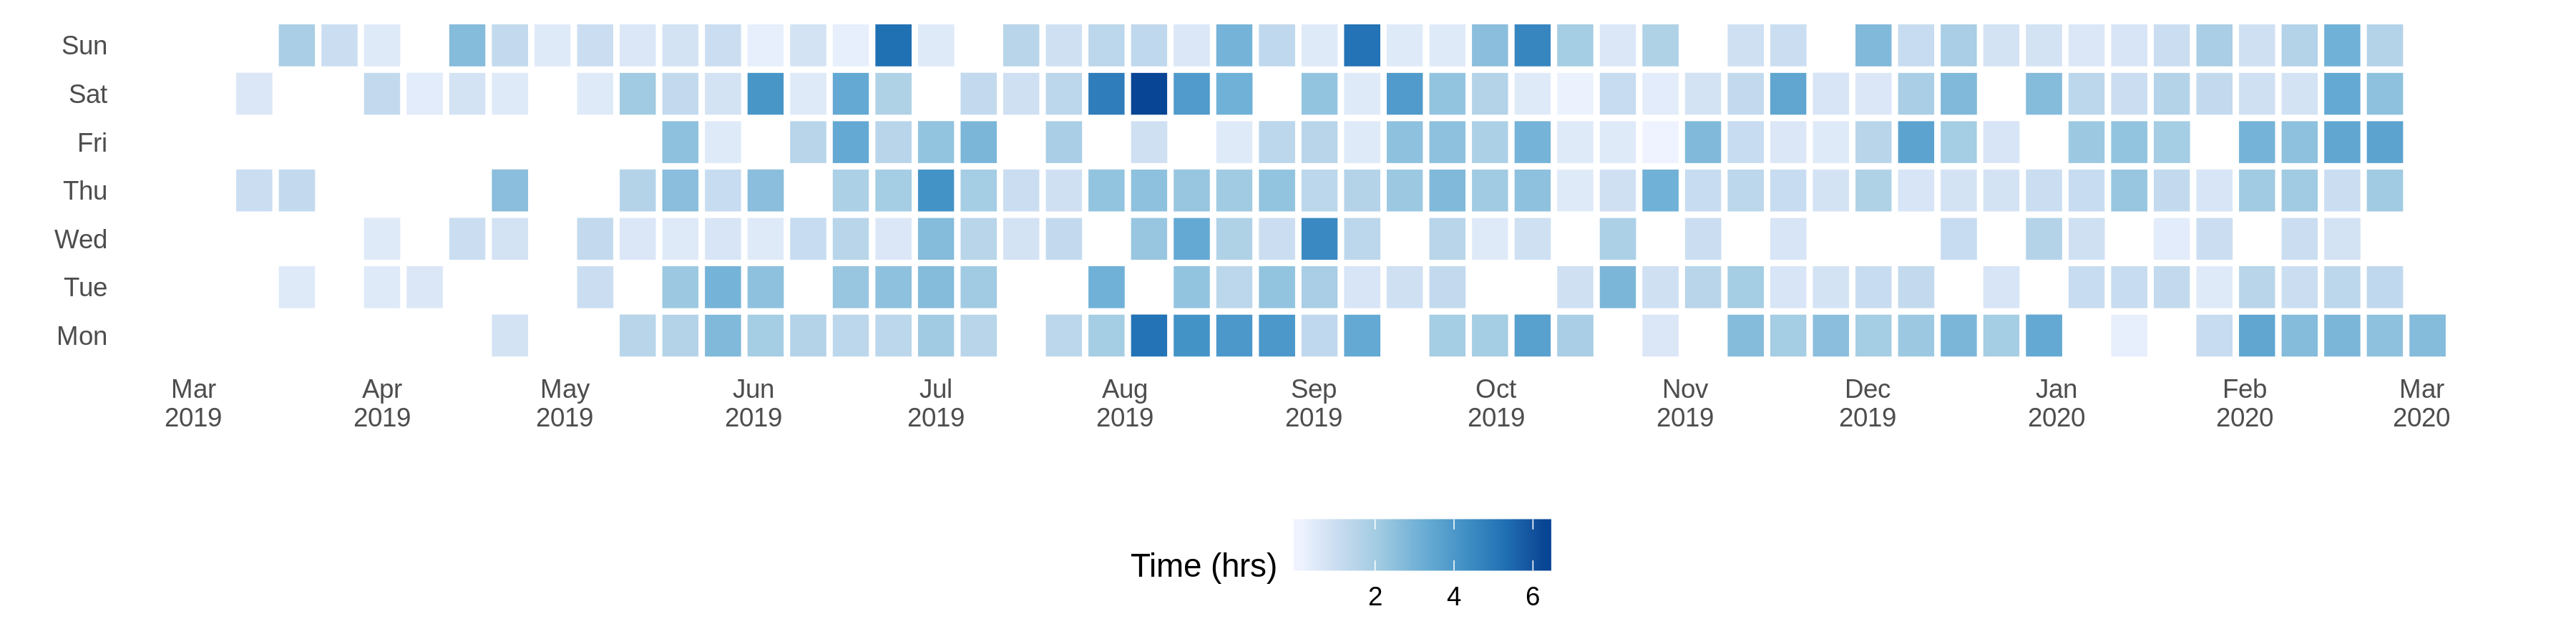 Sun
Sat
Fri
Thu
Wed
Tue
Mon
Mar Apr May Jun Jul Aug Sep Oct Nov Dec Jan Feb Mar
2019 2019 2019 2019 2019 2019 2019 2019 2019 2019 2020 2020 2020
Time (hrs)
2 4 6